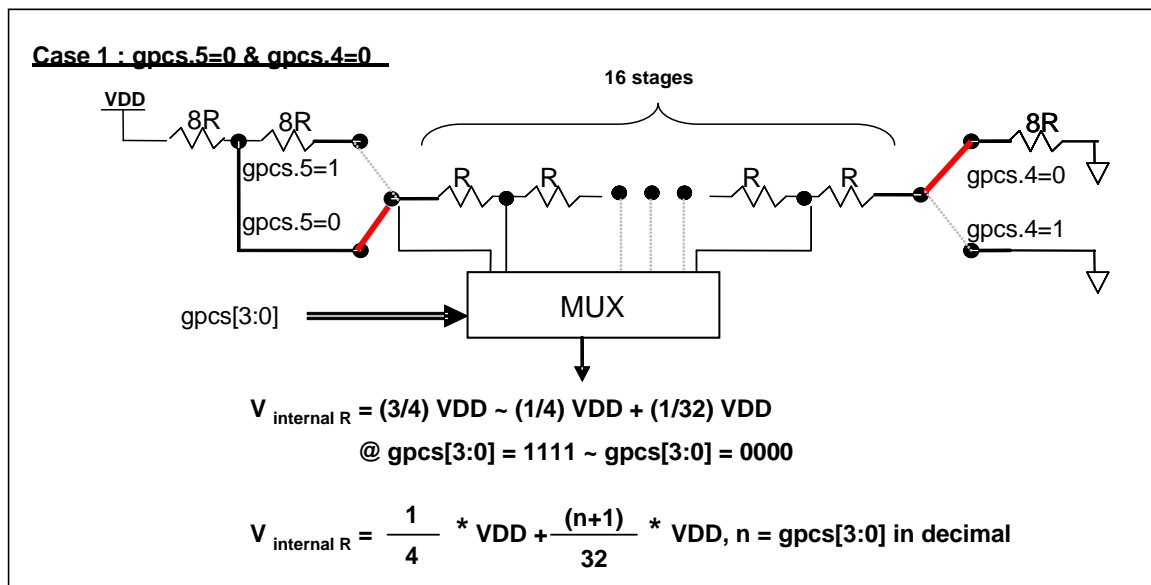 Case 1 : gpcs.5=0 & gpcs.4=0
16 stages
VDD
8R 8R 8R
gpcs.5=1
R R R R
gpcs.4=0
gpcs.5=0
gpcs.4=1
gpcs[3:0]
MUX
V internal R = (3/4) VDD ~ (1/4) VDD + (1/32) VDD
@ gpcs[3:0] = 1111 ~ gpcs[3:0] = 0000
V internal R = 1/4 * VDD + (n+1)/32 * VDD, n = gpcs[3:0] in decimal